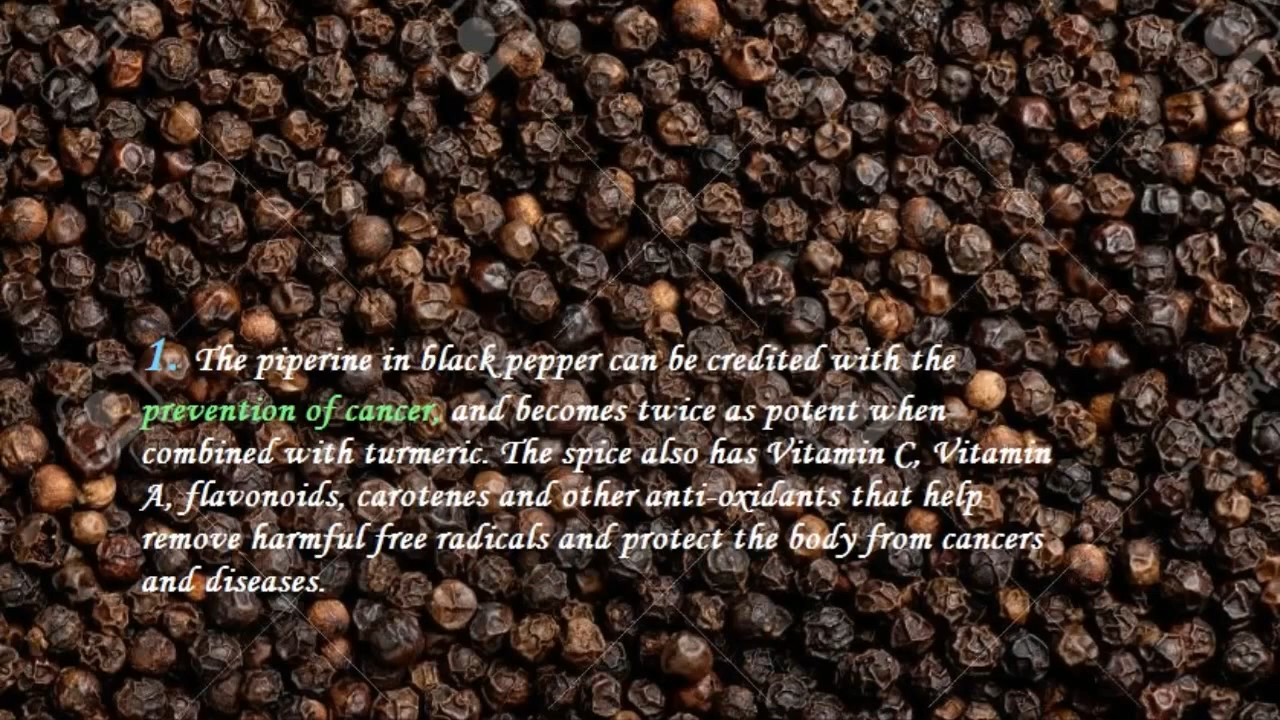 1. The piperine in black pepper can be credited with the
prevention of cancer, and becomes twice as potent when
combined with turmeric. The spice also has Vitamin C, Vitamin
A, flavonoids, carotenes and other anti-oxidants that help
remove harmful free radicals and protect the body from cancers
and diseases.